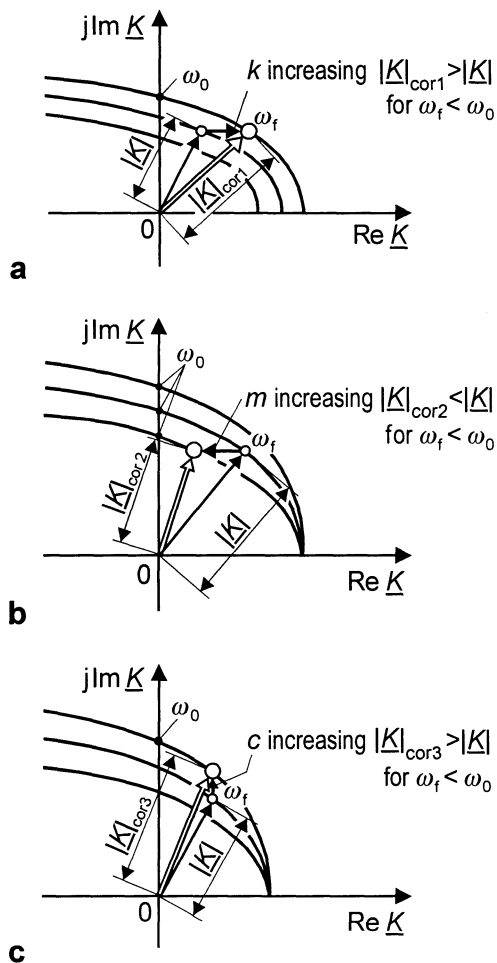 jIm K
ω₀
k increasing |K|cor1>|K|
for ωf < ω₀
ωf
|K|
|K|cor1
0
Re K
a
jIm K
ω₀
m increasing |K|cor2<|K|
for ωf < ω₀
ωf
|K|cor2
|K|
0
Re K
b
jIm K
ω₀
c increasing |K|cor3>|K|
for ωf < ω₀
ωf
|K|cor3
|K|
0
Re K
c